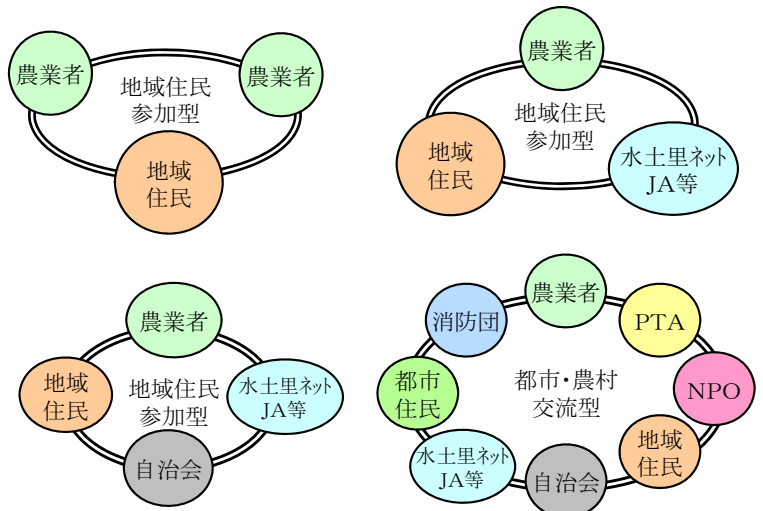 農業者
農業者
地域住民
参加型
地域
住民
農業者
地域住民
参加型
地域
住民
水土里ネット
JA等
農業者
地域
住民
地域住民
参加型
水土里ネット
JA等
自治会
農業者
消防団
PTA
都市
住民
都市・農村
交流型
NPO
地域
住民
水土里ネット
JA等
自治会